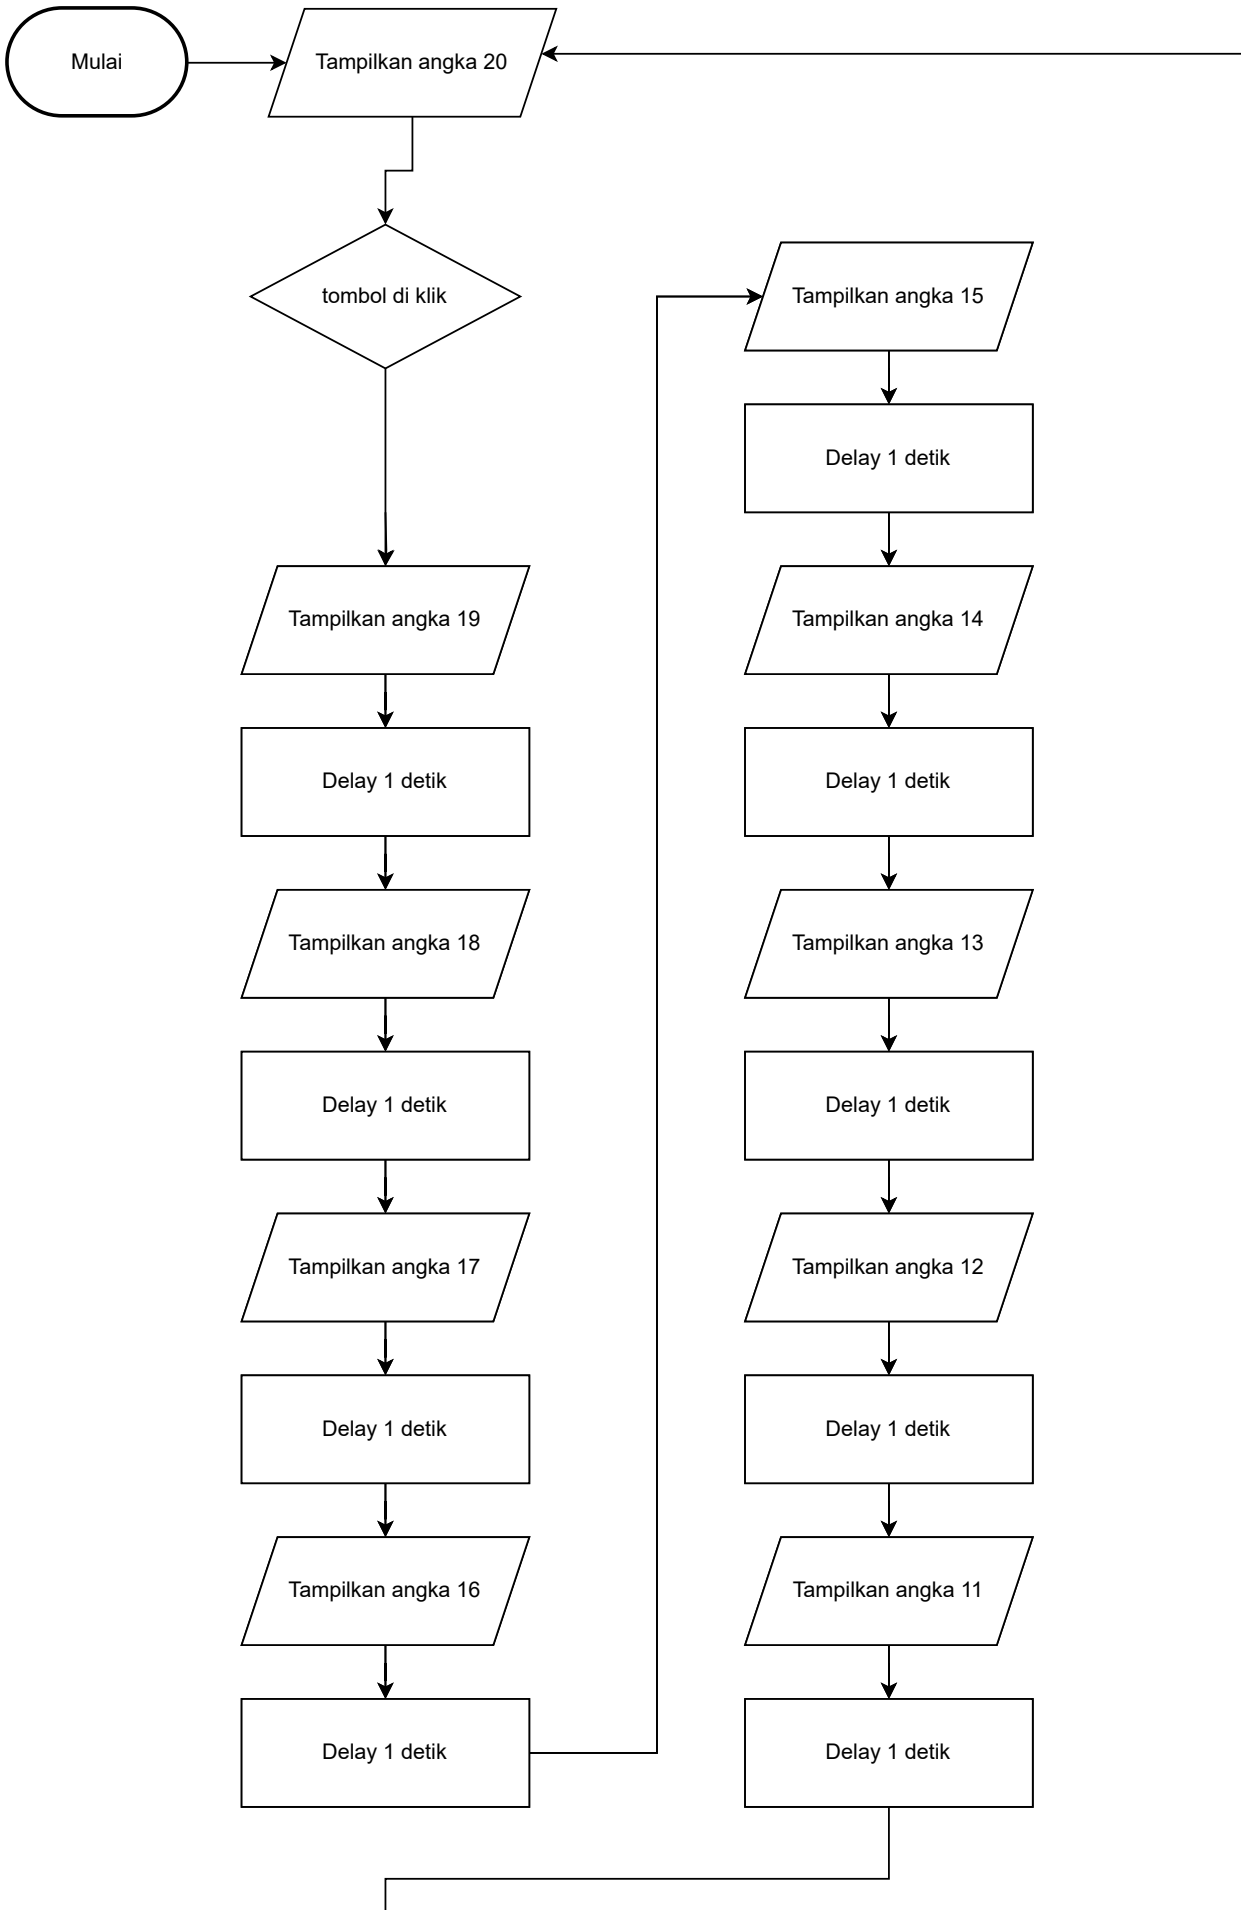 Mulai
Tampilkan angka 20
tombol di klik
Tampilkan angka 19
Delay 1 detik
Tampilkan angka 18
Delay 1 detik
Tampilkan angka 17
Delay 1 detik
Tampilkan angka 16
Delay 1 detik
Tampilkan angka 15
Delay 1 detik
Tampilkan angka 14
Delay 1 detik
Tampilkan angka 13
Delay 1 detik
Tampilkan angka 12
Delay 1 detik
Tampilkan angka 11
Delay 1 detik